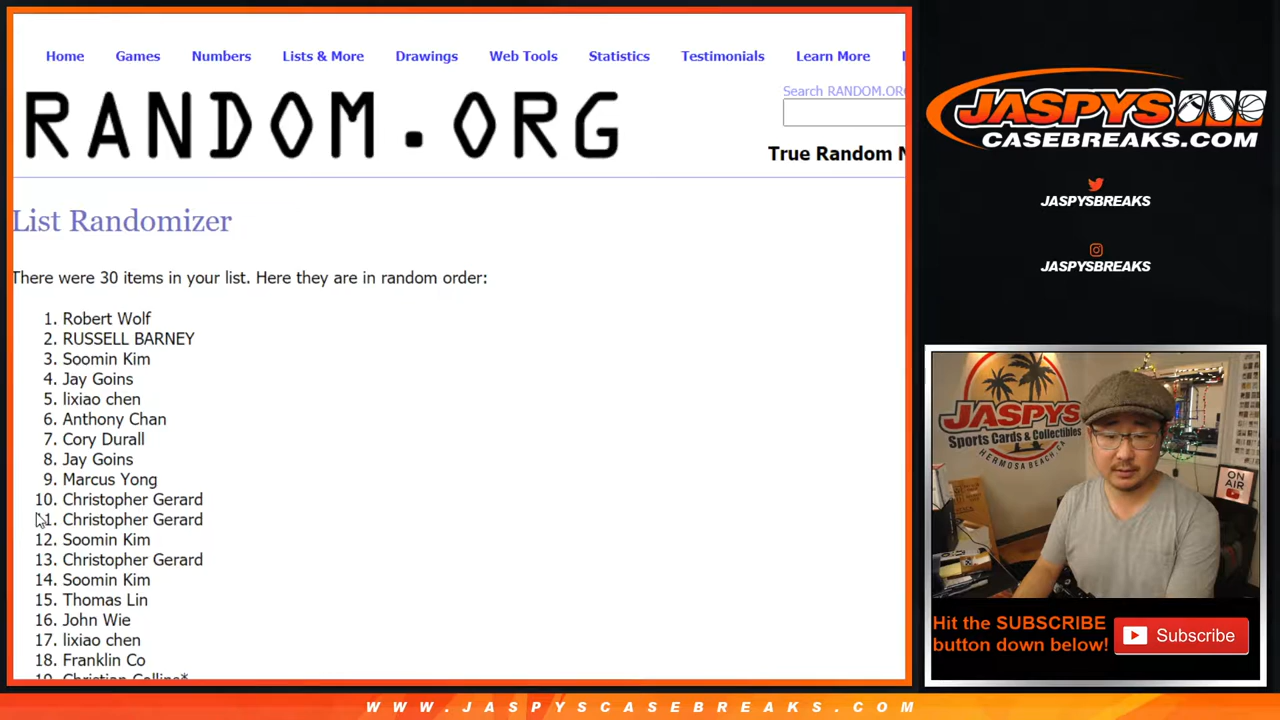 Home Games Numbers Lists & More Drawings Web Tools Statistics Testimonials Learn More
Search RANDOM.ORG
RANDOM.ORG
True Random N
List Randomizer
There were 30 items in your list. Here they are in random order:
1. Robert Wolf
2. RUSSELL BARNEY
3. Soomin Kim
4. Jay Goins
5. lixiao chen
6. Anthony Chan
7. Cory Durall
8. Jay Goins
9. Marcus Yong
10. Christopher Gerard
11. Christopher Gerard
12. Soomin Kim
13. Christopher Gerard
14. Soomin Kim
15. Thomas Lin
16. John Wie
17. lixiao chen
18. Franklin Co
19. Christian Collins*
JASPYS
CASEBREAKS.COM
JASPYSBREAKS
JASPYSBREAKS
JASPYS
Sports Cards & Collectibles
HERMOSA BEACH, CA
ON AIR
Hit the SUBSCRIBE
button down below!
Subscribe
WWW.JASPYSCASEBREAKS.COM